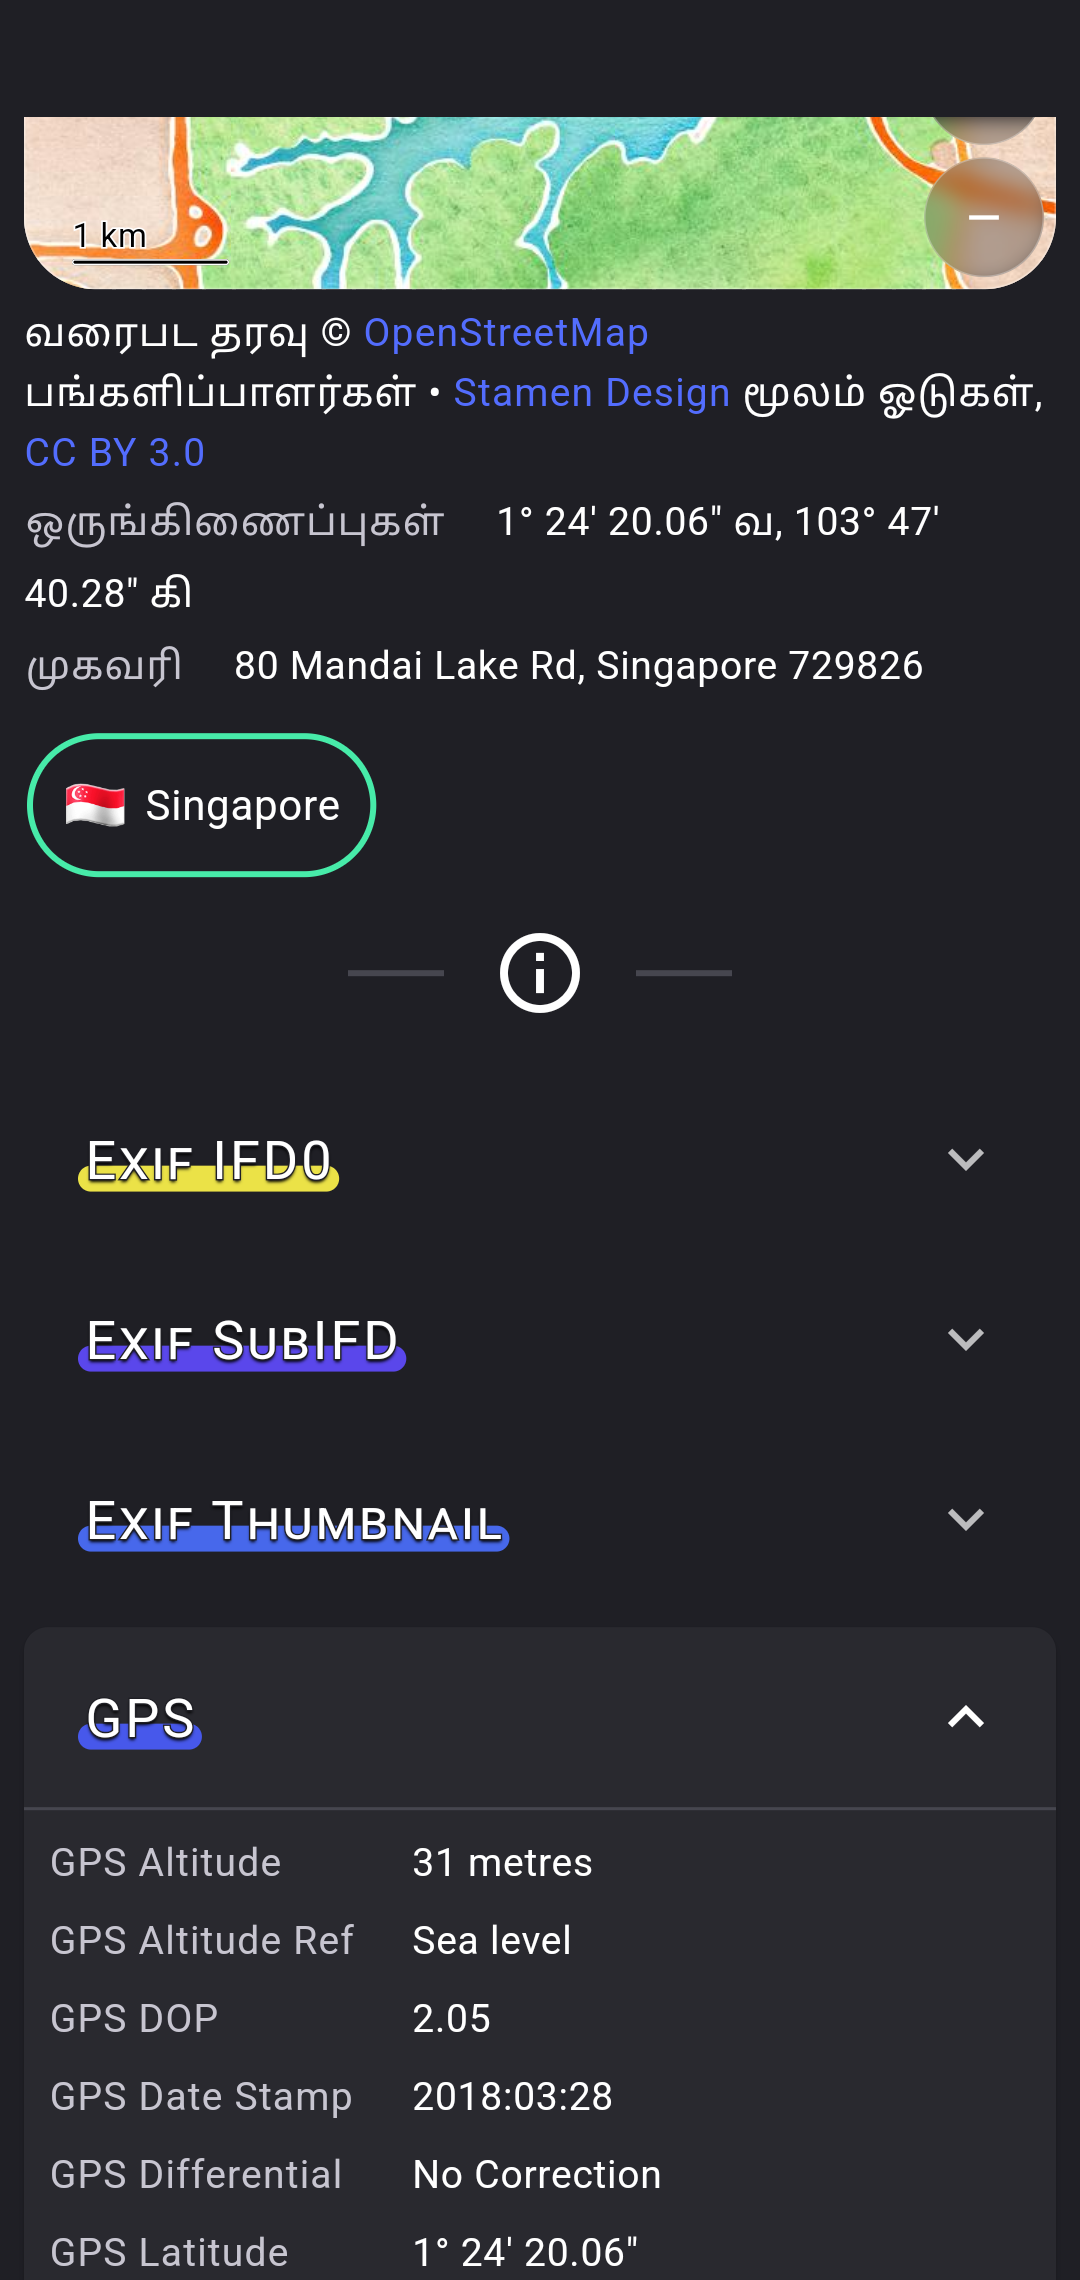 1 km
வரைபட தரவு © OpenStreetMap
பங்களிப்பாளர்கள் • Stamen Design மூலம் ஓடுகள்,
CC BY 3.0
ஒருங்கிணைப்புகள் 1° 24' 20.06" வ, 103° 47'
40.28" கி
முகவரி 80 Mandai Lake Rd, Singapore 729826
Singapore
Exif IFD0
Exif SubIFD
Exif Thumbnail
GPS
GPS Altitude 31 metres
GPS Altitude Ref Sea level
GPS DOP 2.05
GPS Date Stamp 2018:03:28
GPS Differential No Correction
GPS Latitude 1° 24' 20.06"